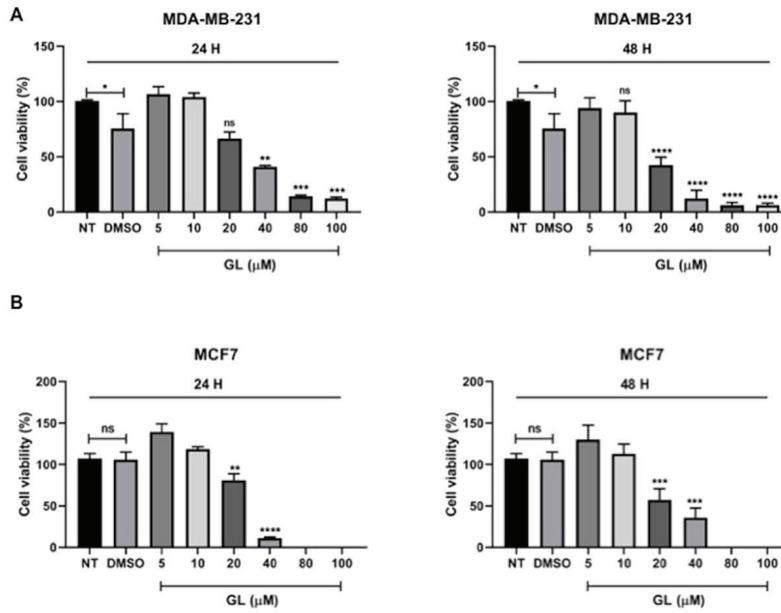 A
MDA-MB-231
24 H
Cell viability (%)
150
100
50
0
*
ns
**
***
***
NT DMSO 5 10 20 40 80 100
GL (μM)
MDA-MB-231
48 H
Cell viability (%)
150
100
50
0
*
ns
****
****
****
****
NT DMSO 5 10 20 40 80 100
GL (μM)
B
MCF7
24 H
Cell viability (%)
200
150
100
50
0
ns
**
****
NT DMSO 5 10 20 40 80 100
GL (μM)
MCF7
48 H
Cell viability (%)
200
150
100
50
0
ns
***
***
NT DMSO 5 10 20 40 80 100
GL (μM)